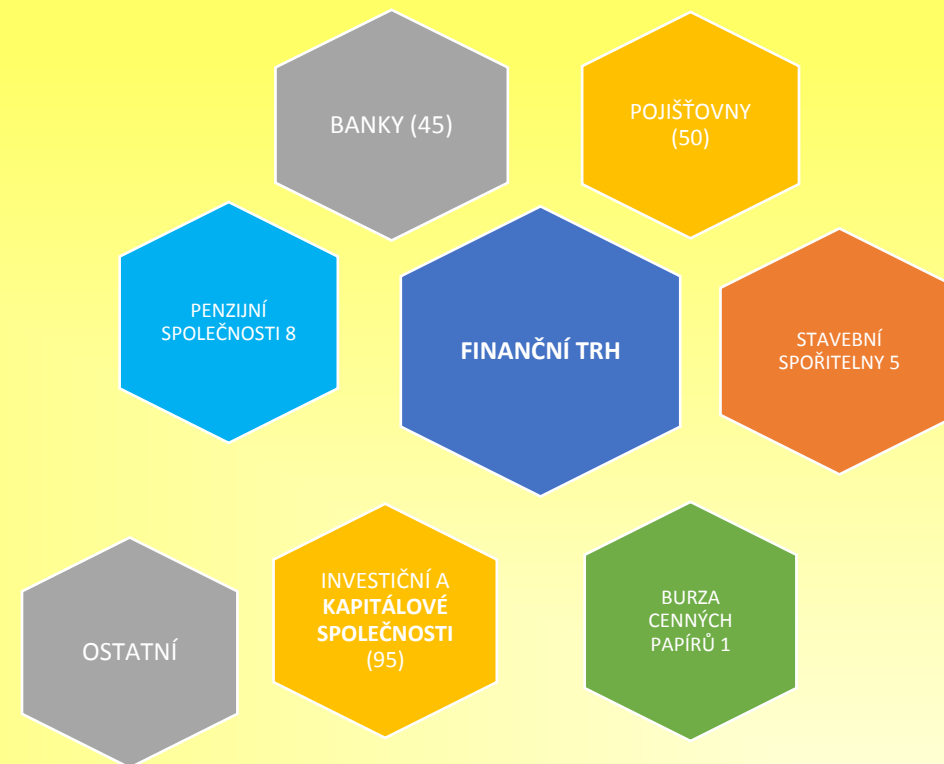 BANKY (45)
POJIŠŤOVNY
(50)
PENZIJNÍ
SPOLEČNOSTI 8
FINANČNÍ TRH
STAVEBNÍ
SPOŘITELNY 5
OSTATNÍ
INVESTIČNÍ A
KAPITÁLOVÉ
SPOLEČNOSTI
(95)
BURZA
CENNÝCH
PAPÍRŮ 1